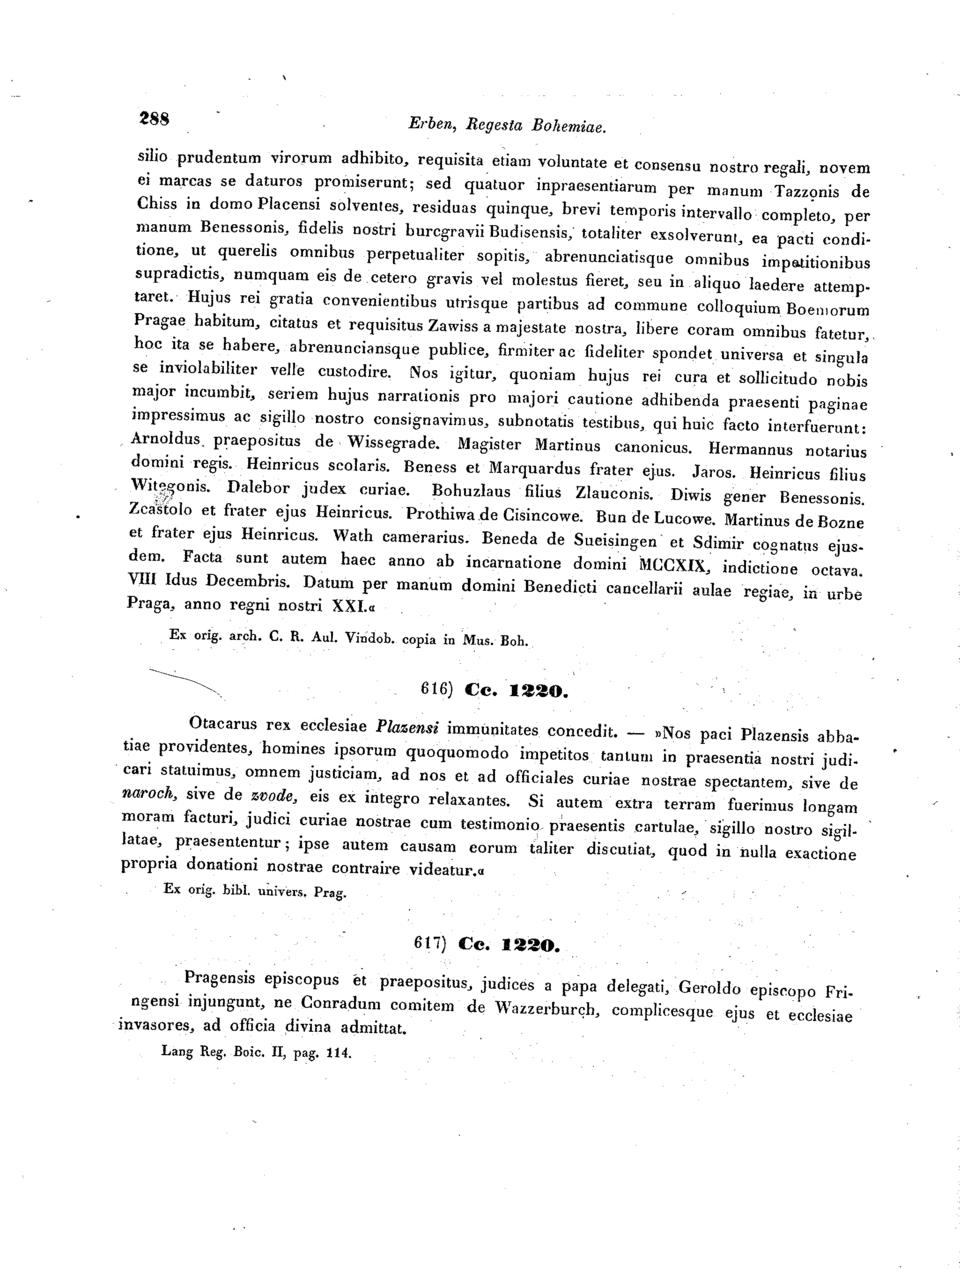 288
Erben, Regesta Bohemiae.
silio prudentum virorum adhibito, requisita etiam voluntate et consensu nostro regali, novem
ei marcas se daturos promiserunt; sed quatuor inpraesentiarum per manum Tazzonis de
Chiss in domo Placensi solventes, residuas quinque, brevi temporis intervallo completo, per
manum Benessonis, fidelis nostri burcgravii Budisensis, totaliter exsolverunt, ea pacti condi-
tione, ut querelis omnibus perpetualiter sopitis, abrenunciatisque omnibus impetitionibus
supradictis, numquam eis de cetero gravis vel molestus fieret, seu in aliquo laedere attemp-
taret. Hujus rei gratia convenientibus utrisque partibus ad commune colloquium Boemorum
Pragae habitum, citatus et requisitus Zawiss a majestate nostra, libere coram omnibus fatetur,
hoc ita se habere, abrenunciansque publice, firmiter ac fideliter spondet universa et singula
se inviolabiliter velle custodire. Nos igitur, quoniam hujus rei cura et sollicitudo nobis
major incumbit, seriem hujus narrationis pro majori cautione adhibenda praesenti paginae
impressimus ac sigillo nostro consignavimus, subnotatis testibus, qui huic facto interfuerunt:
Arnoldus praepositus de Wissegrade. Magister Martinus canonicus. Hermannus notarius
domini regis. Heinricus scolaris. Beness et Marquardus frater ejus. Jaros. Heinricus filius
Witegonis. Dalebor judex curiae. Bohuzlaus filius Zlauconis. Diwis gener Benessonis.
Zcastolo et frater ejus Heinricus. Prothiwa de Cisincowe. Bun de Lucowe. Martinus de Bozne
et frater ejus Heinricus. Wath camerarius. Beneda de Sueisingen et Sdimir cognatus ejus-
dem. Facta sunt autem haec anno ab incarnatione domini MCCXIX, indictione octava.
VIII Idus Decembris. Datum per manum domini Benedicti cancellarii aulae regiae, in urbe
Praga, anno regni nostri XXI.«
Ex orig. arch. C. R. Aul. Vindob. copia in Mus. Boh.
616) Cc. 1220.
Otacarus rex ecclesiae Plazensi immunitates concedit. — »Nos paci Plazensis abba-
tiae providentes, homines ipsorum quoquomodo impetitos tantum in praesentia nostri judi-
cari statuimus, omnem justiciam, ad nos et ad officiales curiae nostrae spectantem, sive de
naroch, sive de zvode, eis ex integro relaxantes. Si autem extra terram fuerimus longam
moram facturi, judici curiae nostrae cum testimonio praesentis cartulae, sigillo nostro sigil-
latae, praesententur; ipse autem causam eorum taliter discutiat, quod in nulla exactione
propria donationi nostrae contraire videatur.«
Ex orig. bibl. univers. Prag.
617) Cc. 1220.
Pragensis episcopus et praepositus, judices a papa delegati, Geroldo episcopo Fri-
ngensi injungunt, ne Conradum comitem de Wazzerburch, complicesque ejus et ecclesiae
invasores, ad officia divina admittat.
Lang Reg. Boic. II, pag. 114.